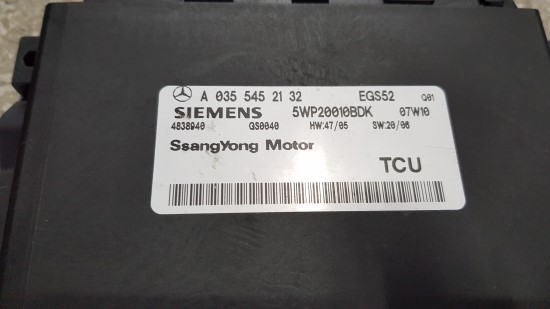 A 035 545 21 32 EGS52 Q01
SIEMENS 5WP20010BDK 07W10
4838940 GS0040 HW:47/05 SW:20/06
SsangYong Motor
TCU